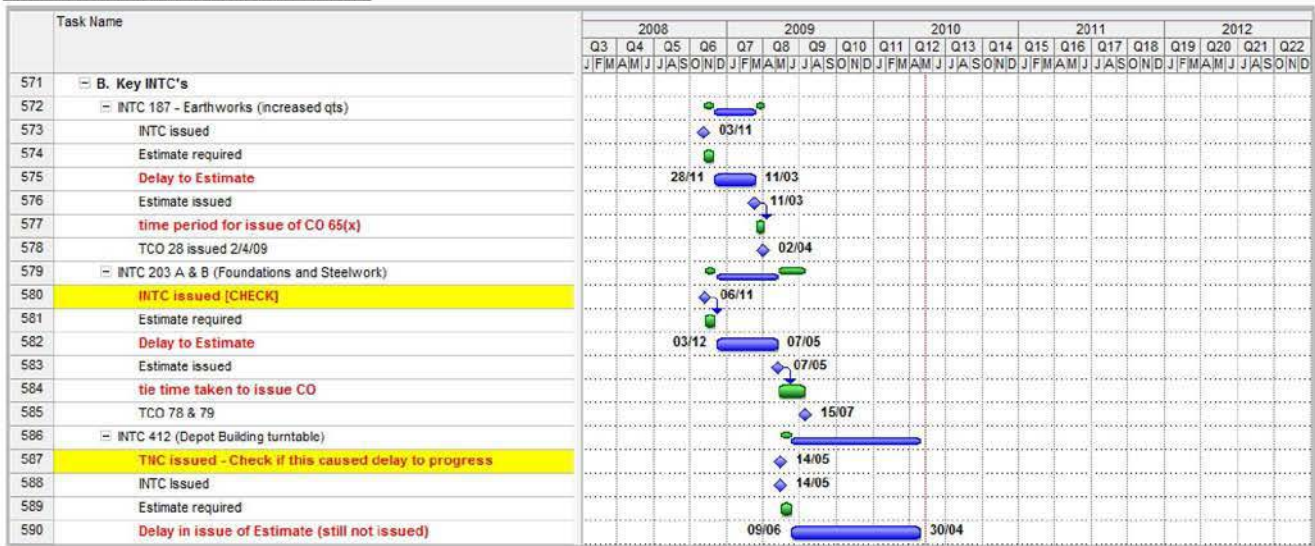 Task Name
2008 2009 2010 2011 2012
Q3 Q4 Q5 Q6 Q7 Q8 Q9 Q10 Q11 Q12 Q13 Q14 Q15 Q16 Q17 Q18 Q19 Q20 Q21 Q22
J F M A M J J A S O N D J F M A M J J A S O N D J F M A M J J A S O N D J F M A M J J A S O N D J F M A M J J A S O N D
571 B. Key INTC's
572 INTC 187 - Earthworks (increased qts)
573 INTC issued 03/11
574 Estimate required
575 Delay to Estimate 28/11 11/03
576 Estimate issued 11/03
577 time period for issue of CO 65(x)
578 TCO 28 issued 2/4/09 02/04
579 INTC 203 A & B (Foundations and Steelwork)
580 INTC issued [CHECK] 06/11
581 Estimate required
582 Delay to Estimate 03/12 07/05
583 Estimate issued 07/05
584 tie time taken to issue CO
585 TCO 78 & 79 15/07
586 INTC 412 (Depot Building turntable)
587 TNC issued - Check if this caused delay to progress 14/05
588 INTC Issued 14/05
589 Estimate required
590 Delay in issue of Estimate (still not issued) 09/06 30/04